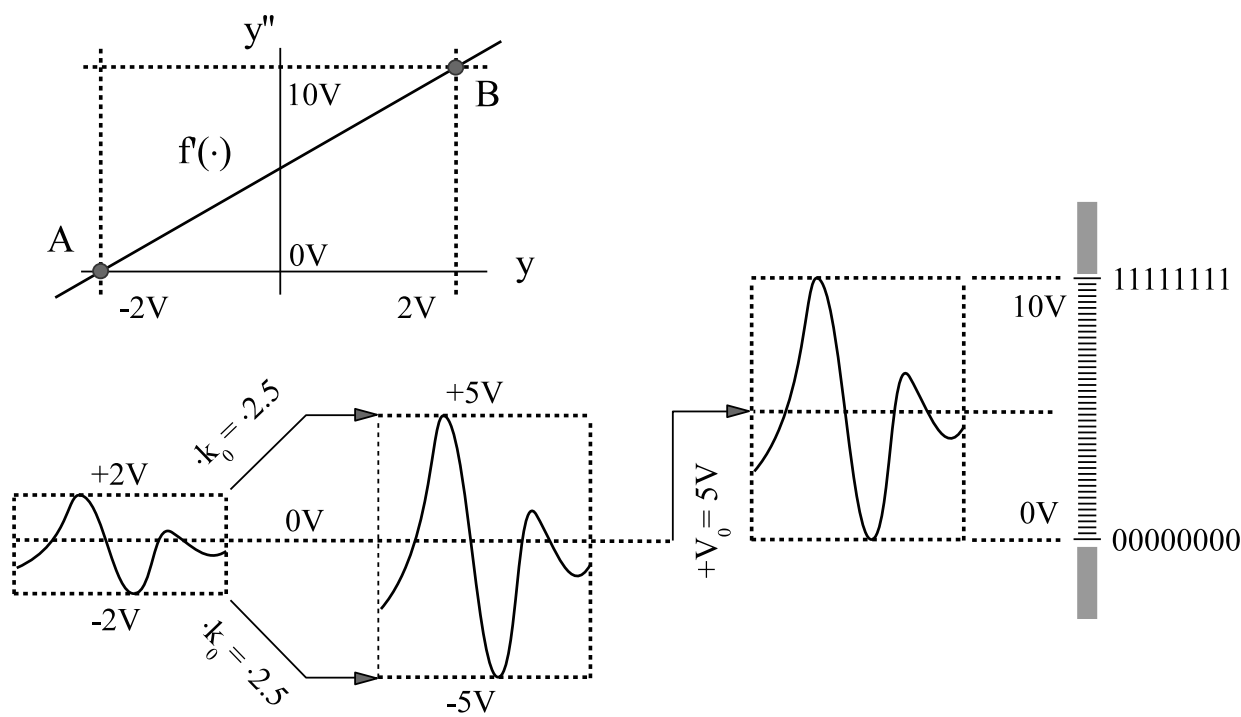 y"
10V
B
f'(·)
A
0V
y
-2V
2V
11111111
10V
·k₀ = ·2.5
+5V
+2V
0V
+V₀ = 5V
0V
00000000
-2V
·k₀ = ·2.5
-5V